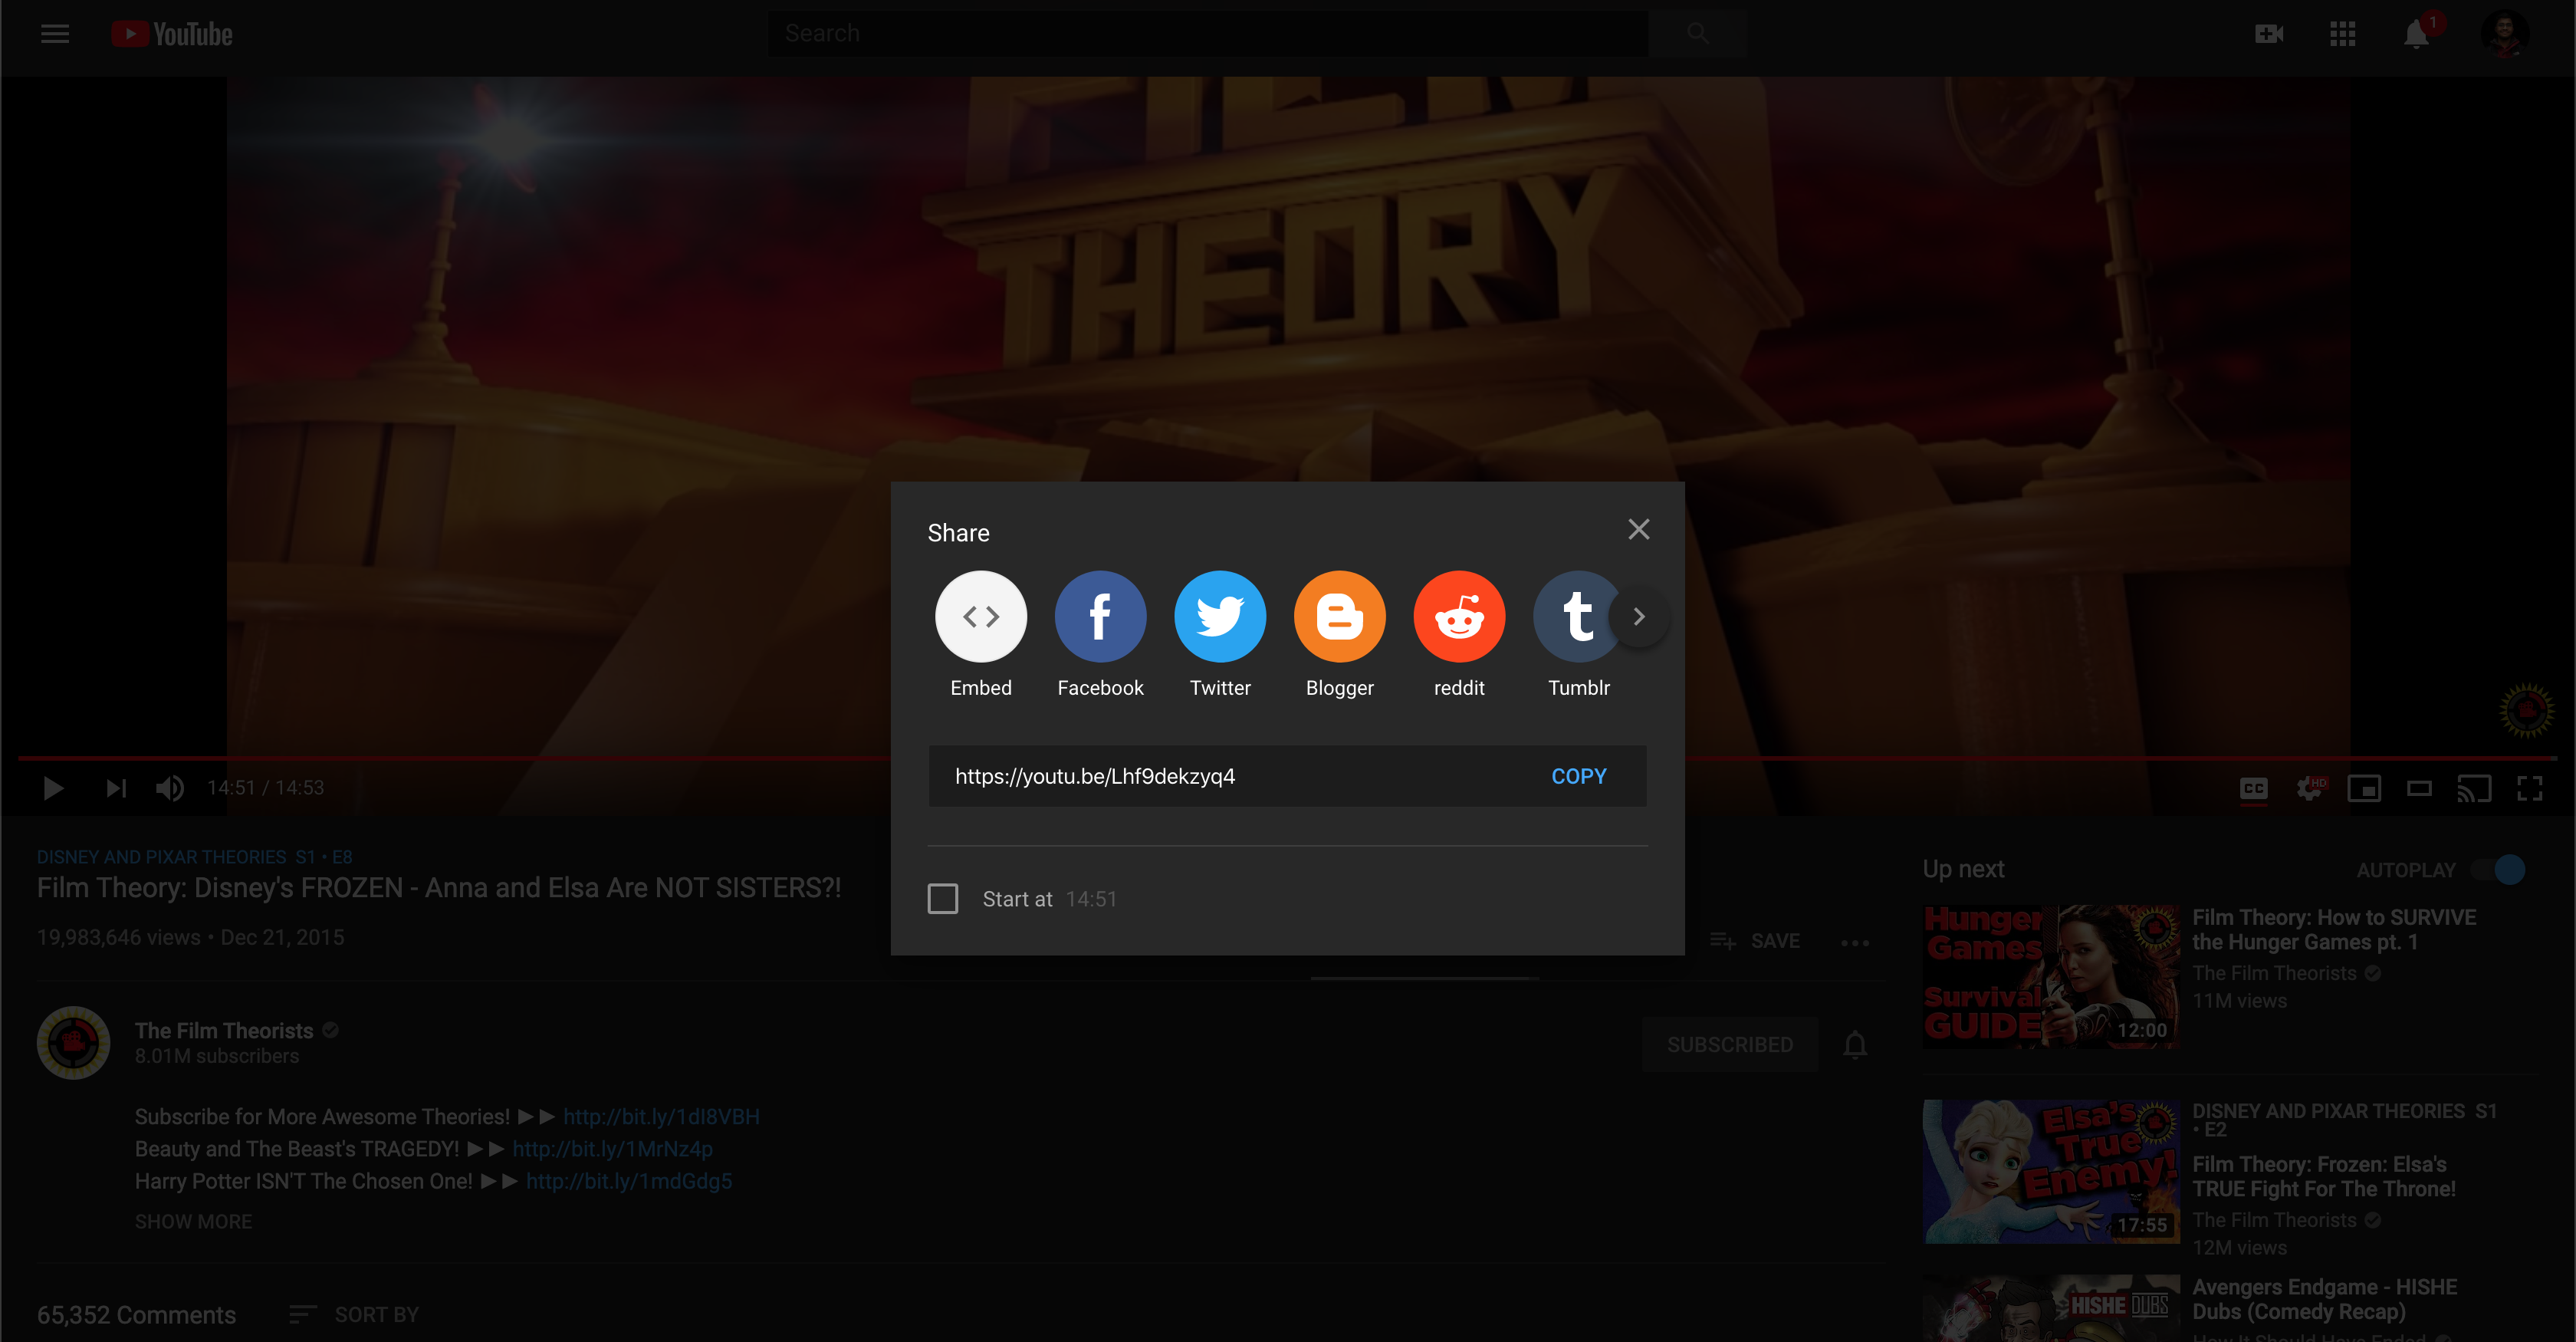 YouTube
Search
1
FILM
THEORY
Share
Embed
Facebook
Twitter
Blogger
reddit
Tumblr
https://youtu.be/Lhf9dekzyq4
COPY
Start at 14:51
14:51 / 14:53
CC
HD
DISNEY AND PIXAR THEORIES S1 • E8
Film Theory: Disney's FROZEN - Anna and Elsa Are NOT SISTERS?!
19,983,646 views • Dec 21, 2015
SAVE
The Film Theorists
8.01M subscribers
SUBSCRIBED
Subscribe for More Awesome Theories! ►► http://bit.ly/1dI8VBH
Beauty and The Beast's TRAGEDY! ►► http://bit.ly/1MrNz4p
Harry Potter ISN'T The Chosen One! ►► http://bit.ly/1mdGdg5
SHOW MORE
65,352 Comments
SORT BY
Up next
AUTOPLAY
Hunger
Games
Survival
GUIDE
12:00
Film Theory: How to SURVIVE
the Hunger Games pt. 1
The Film Theorists
11M views
Elsa's
True
Enemy!
17:55
DISNEY AND PIXAR THEORIES S1
• E2
Film Theory: Frozen: Elsa's
TRUE Fight For The Throne!
The Film Theorists
12M views
HISHE DUBS
Avengers Endgame - HISHE
Dubs (Comedy Recap)
How It Should Have Ended